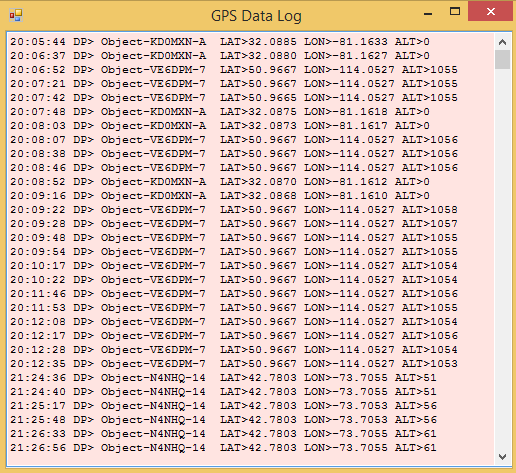 GPS Data Log
20:05:44 DP> Object-KD0MXN-A LAT>32.0885 LON>-81.1633 ALT>0
20:06:37 DP> Object-KD0MXN-A LAT>32.0880 LON>-81.1627 ALT>0
20:06:52 DP> Object-VE6DPM-7 LAT>50.9667 LON>-114.0527 ALT>1055
20:07:21 DP> Object-VE6DPM-7 LAT>50.9667 LON>-114.0527 ALT>1055
20:07:42 DP> Object-VE6DPM-7 LAT>50.9665 LON>-114.0527 ALT>1055
20:07:48 DP> Object-KD0MXN-A LAT>32.0875 LON>-81.1618 ALT>0
20:08:03 DP> Object-KD0MXN-A LAT>32.0873 LON>-81.1617 ALT>0
20:08:07 DP> Object-VE6DPM-7 LAT>50.9667 LON>-114.0527 ALT>1056
20:08:38 DP> Object-VE6DPM-7 LAT>50.9667 LON>-114.0527 ALT>1056
20:08:46 DP> Object-VE6DPM-7 LAT>50.9667 LON>-114.0527 ALT>1056
20:08:52 DP> Object-KD0MXN-A LAT>32.0870 LON>-81.1612 ALT>0
20:09:16 DP> Object-KD0MXN-A LAT>32.0868 LON>-81.1610 ALT>0
20:09:22 DP> Object-VE6DPM-7 LAT>50.9667 LON>-114.0527 ALT>1058
20:09:28 DP> Object-VE6DPM-7 LAT>50.9667 LON>-114.0527 ALT>1057
20:09:48 DP> Object-VE6DPM-7 LAT>50.9667 LON>-114.0527 ALT>1055
20:09:54 DP> Object-VE6DPM-7 LAT>50.9667 LON>-114.0527 ALT>1055
20:10:17 DP> Object-VE6DPM-7 LAT>50.9667 LON>-114.0527 ALT>1054
20:10:22 DP> Object-VE6DPM-7 LAT>50.9667 LON>-114.0527 ALT>1054
20:11:46 DP> Object-VE6DPM-7 LAT>50.9667 LON>-114.0527 ALT>1056
20:11:53 DP> Object-VE6DPM-7 LAT>50.9667 LON>-114.0527 ALT>1055
20:12:08 DP> Object-VE6DPM-7 LAT>50.9667 LON>-114.0527 ALT>1054
20:12:17 DP> Object-VE6DPM-7 LAT>50.9667 LON>-114.0527 ALT>1056
20:12:28 DP> Object-VE6DPM-7 LAT>50.9667 LON>-114.0527 ALT>1054
20:12:35 DP> Object-VE6DPM-7 LAT>50.9667 LON>-114.0527 ALT>1053
21:24:36 DP> Object-N4NHQ-14 LAT>42.7803 LON>-73.7055 ALT>51
21:24:40 DP> Object-N4NHQ-14 LAT>42.7803 LON>-73.7055 ALT>51
21:25:17 DP> Object-N4NHQ-14 LAT>42.7803 LON>-73.7053 ALT>56
21:25:48 DP> Object-N4NHQ-14 LAT>42.7803 LON>-73.7053 ALT>56
21:26:33 DP> Object-N4NHQ-14 LAT>42.7803 LON>-73.7055 ALT>61
21:26:56 DP> Object-N4NHQ-14 LAT>42.7803 LON>-73.7055 ALT>61